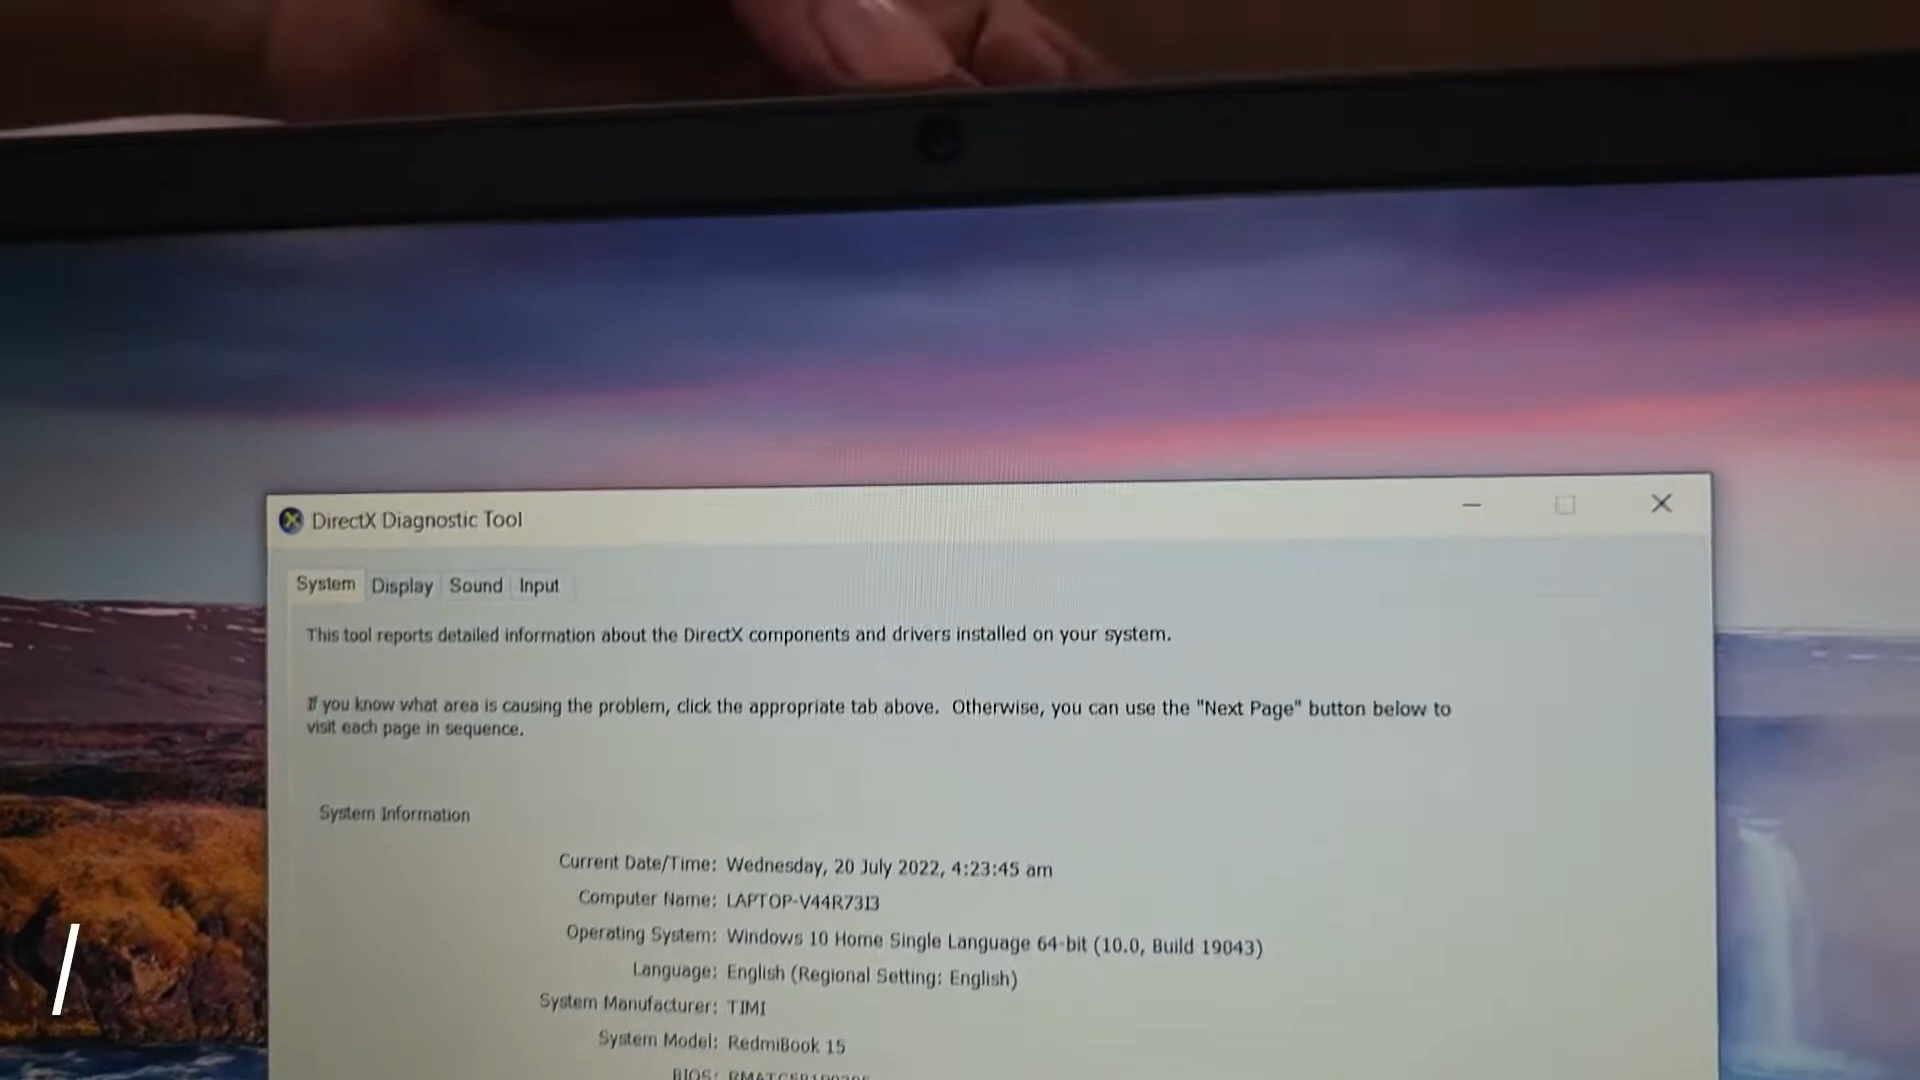 DirectX Diagnostic Tool
System Display Sound Input
This tool reports detailed information about the DirectX components and drivers installed on your system.
If you know what area is causing the problem, click the appropriate tab above. Otherwise, you can use the "Next Page" button below to
visit each page in sequence.
System Information
Current Date/Time: Wednesday, 20 July 2022, 4:23:45 am
Computer Name: LAPTOP-V44R73I3
Operating System: Windows 10 Home Single Language 64-bit (10.0, Build 19043)
Language: English (Regional Setting: English)
System Manufacturer: TIMI
System Model: RedmiBook 15
BIOS:
/